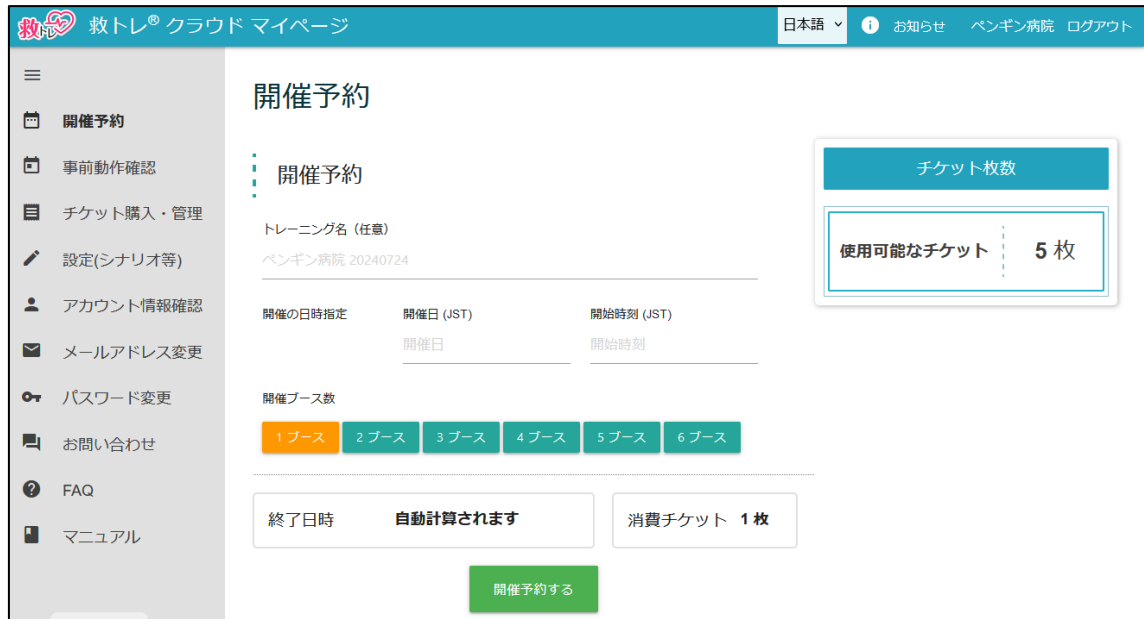 救トレ 救トレ® クラウド マイページ
日本語
お知らせ
ペンギン病院
ログアウト
開催予約
事前動作確認
チケット購入・管理
設定(シナリオ等)
アカウント情報確認
メールアドレス変更
パスワード変更
お問い合わせ
FAQ
マニュアル
開催予約
開催予約
トレーニング名（任意）
ペンギン病院 20240724
開催の日時指定
開催日 (JST)
開催日
開始時刻 (JST)
開始時刻
開催ブース数
1 ブース
2 ブース
3 ブース
4 ブース
5 ブース
6 ブース
終了日時 自動計算されます
消費チケット 1 枚
開催予約する
チケット枚数
使用可能なチケット 5 枚